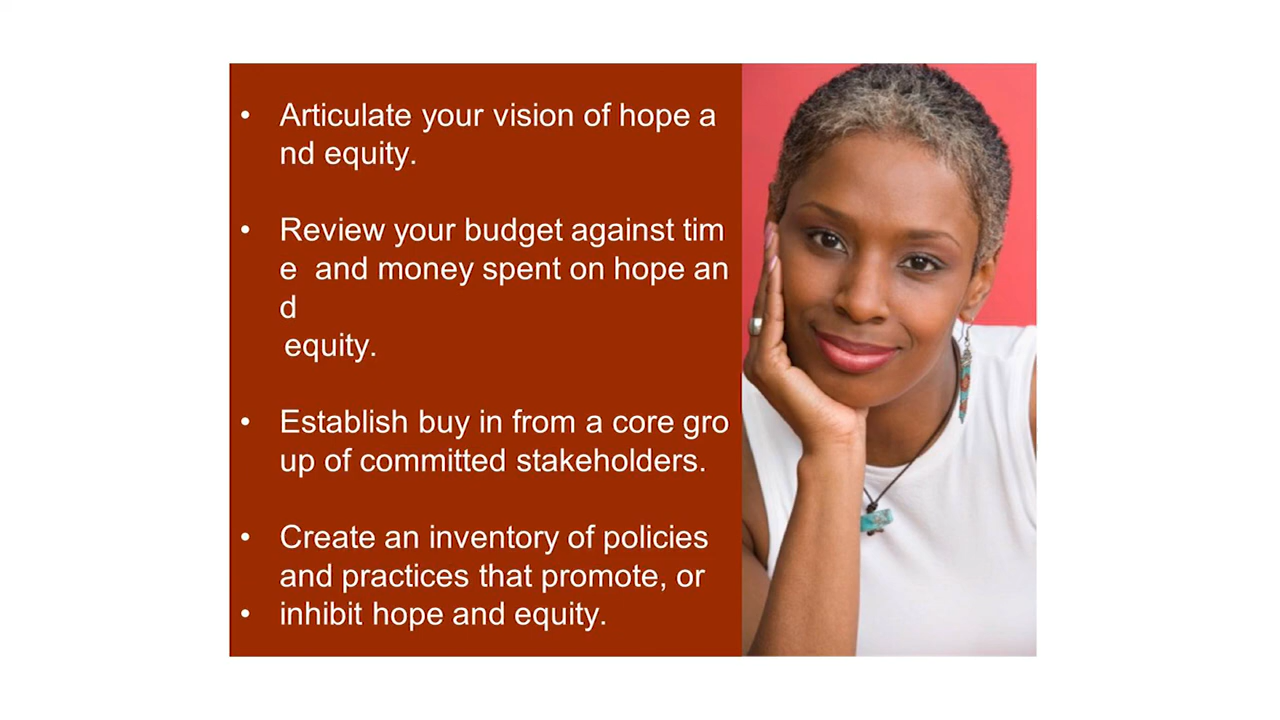 • Articulate your vision of hope a
nd equity.
• Review your budget against tim
e  and money spent on hope an
d
equity.
• Establish buy in from a core gro
up of committed stakeholders.
• Create an inventory of policies
and practices that promote, or
• inhibit hope and equity.